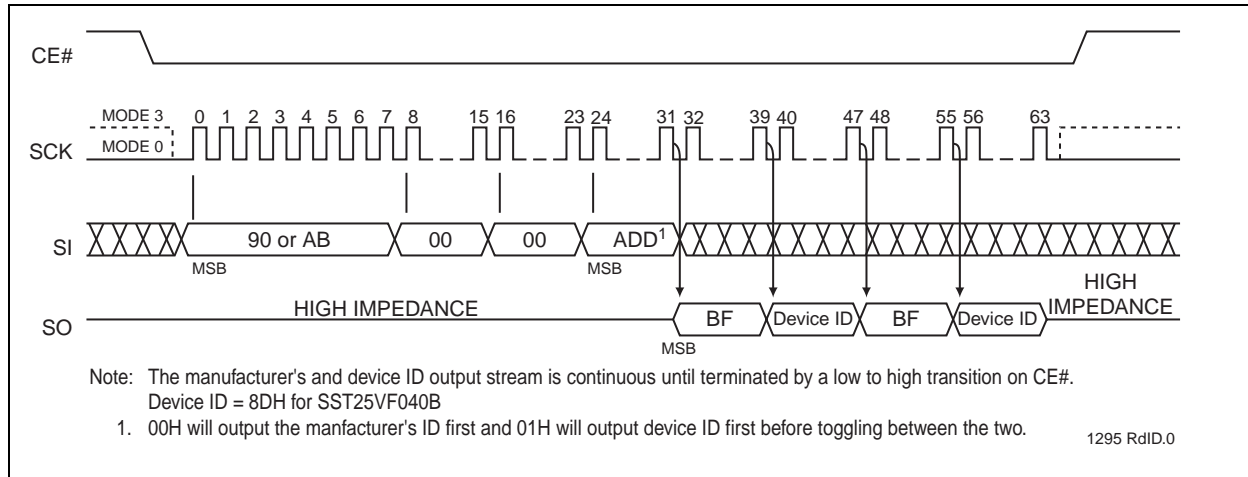 CE#
MODE 3 0 1 2 3 4 5 6 7 8 15 16 23 24 31 32 39 40 47 48 55 56 63
SCK MODE 0
SI 90 or AB 00 00 ADD1
MSB MSB
HIGH IMPEDANCE HIGH IMPEDANCE
SO BF Device ID BF Device ID
MSB
Note: The manufacturer's and device ID output stream is continuous until terminated by a low to high transition on CE#.
Device ID = 8DH for SST25VF040B
1. 00H will output the manfacturer's ID first and 01H will output device ID first before toggling between the two.
1295 RdID.0